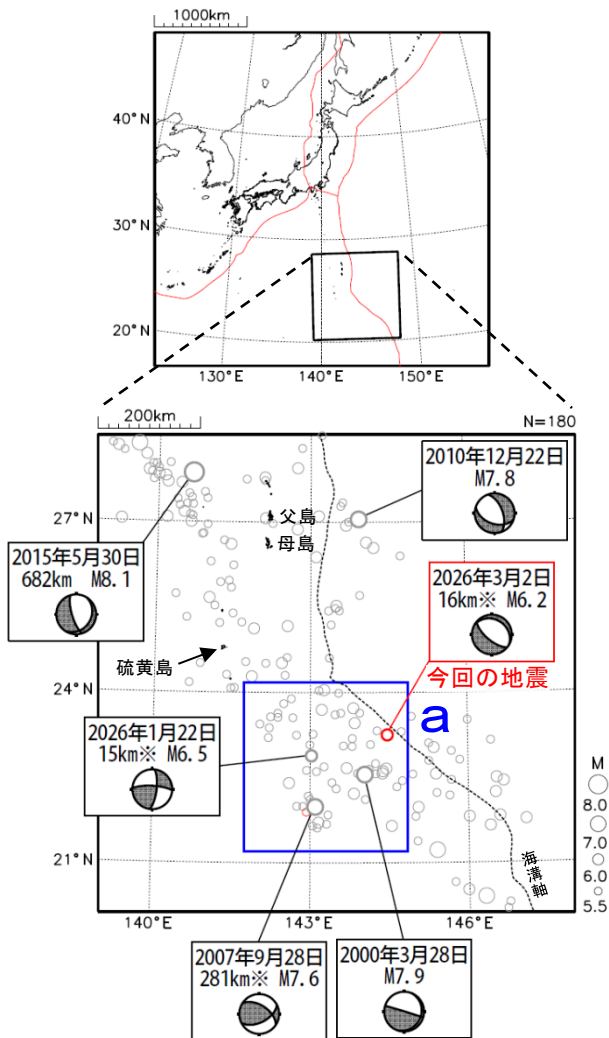 1000km
40°N
30°N
20°N
130°E
140°E
150°E
200km
N=180
2010年12月22日
M7.8
27°N
父島
母島
2015年5月30日
682km M8.1
2026年3月2日
16km※ M6.2
硫黄島
今回の地震
24°N
a
2026年1月22日
15km※ M6.5
M
8.0
7.0
6.0
5.5
21°N
海溝軸
140°E
143°E
146°E
2007年9月28日
281km※ M7.6
2000年3月28日
M7.9